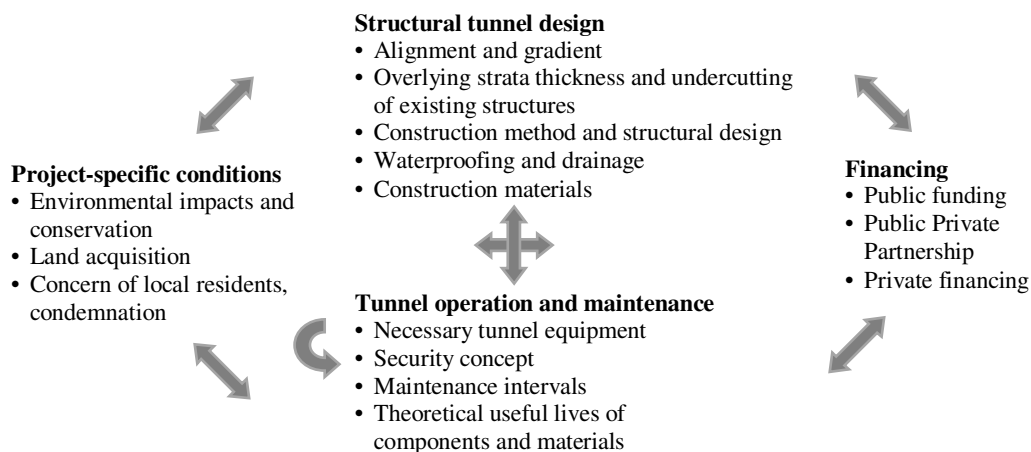 Structural tunnel design
• Alignment and gradient
• Overlying strata thickness and undercutting
of existing structures
• Construction method and structural design
• Waterproofing and drainage
• Construction materials
Project-specific conditions
• Environmental impacts and
conservation
• Land acquisition
• Concern of local residents,
condemnation
Financing
• Public funding
• Public Private
Partnership
• Private financing
Tunnel operation and maintenance
• Necessary tunnel equipment
• Security concept
• Maintenance intervals
• Theoretical useful lives of
components and materials